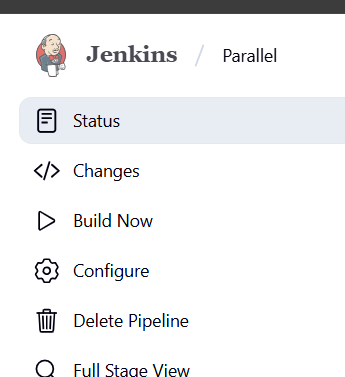 Jenkins / Parallel
Status
Changes
Build Now
Configure
Delete Pipeline
Full Stage View